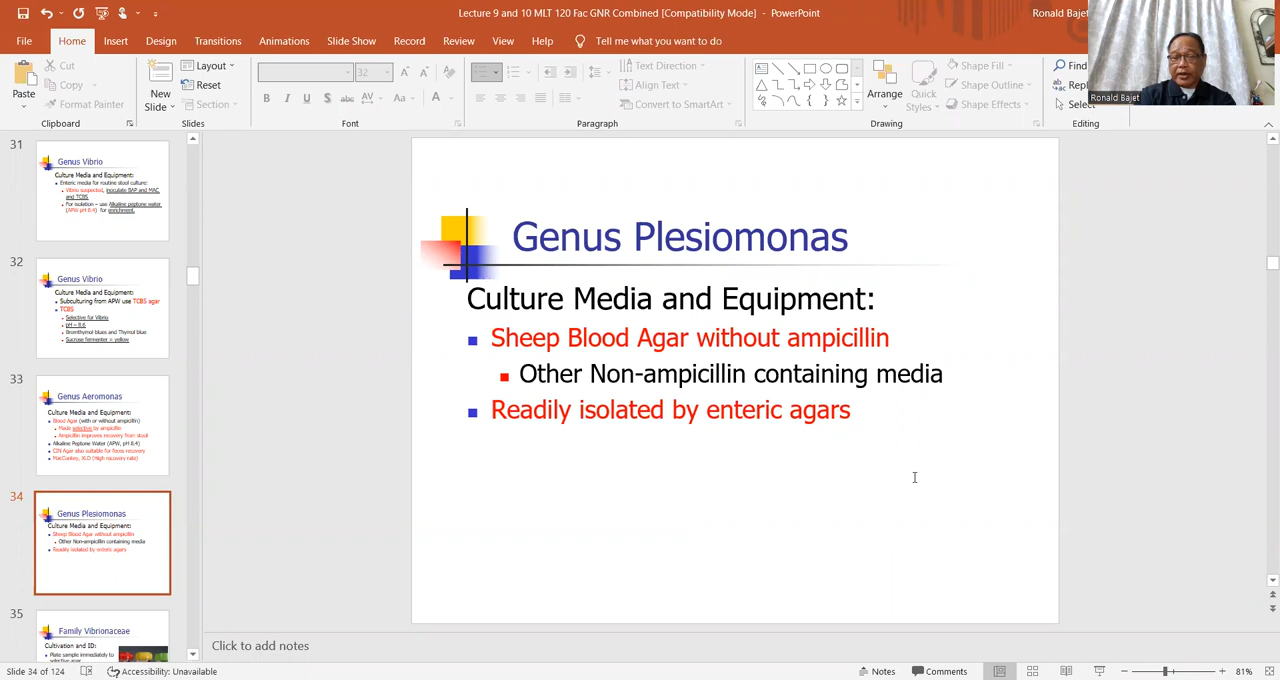 Lecture 9 and 10 MLT 120 Fac GNR Combined [Compatibility Mode] - PowerPoint
Ronald Bajet
File Home Insert Design Transitions Animations Slide Show Record Review View Help Tell me what you want to do
Paste
Cut
Copy
Format Painter
Clipboard
New Slide
Layout
Reset
Section
Slides
32
Font
Text Direction
Align Text
Convert to SmartArt
Paragraph
Arrange
Quick Styles
Shape Fill
Shape Outline
Shape Effects
Drawing
Find
Select
Editing
Ronald Bajet
31
Genus Vibrio
Culture Media and Equipment:
Enteric media for routine stool culture:
Vibrio suspected, inoculate BAP and MAC
and TCBS
For isolation – use Alkaline peptone water
(APW pH 8.4) for enrichment.
32
Genus Vibrio
Culture Media and Equipment:
Subculturing from APW use TCBS agar
TCBS
Selective for Vibrio
pH – 8.6
Bromthymol blues and Thymol blue
Sucrose fermenter = yellow
33
Genus Aeromonas
Culture Media and Equipment:
Blood Agar (with or without ampicillin)
Made selective by ampicillin
Ampicillin improves recovery from stool
Alkaline Peptone Water (APW, pH 8.4)
CIN Agar also suitable for feces recovery
MacConkey, XLD (High recovery rate)
34
Genus Plesiomonas
Culture Media and Equipment:
Sheep Blood Agar without ampicillin
Other Non-ampicillin containing media
Readily isolated by enteric agars
35
Family Vibrionaceae
Cultivation and ID:
Plate sample immediately to
selective agar
Genus Plesiomonas
Culture Media and Equipment:
Sheep Blood Agar without ampicillin
Other Non-ampicillin containing media
Readily isolated by enteric agars
Click to add notes
Slide 34 of 124 Accessibility: Unavailable Notes Comments 81%